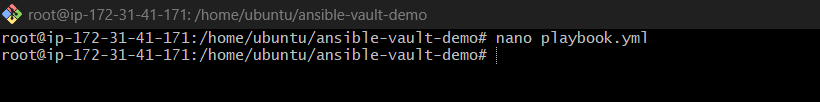 root@ip-172-31-41-171: /home/ubuntu/ansible-vault-demo
root@ip-172-31-41-171:/home/ubuntu/ansible-vault-demo# nano playbook.yml
root@ip-172-31-41-171:/home/ubuntu/ansible-vault-demo#